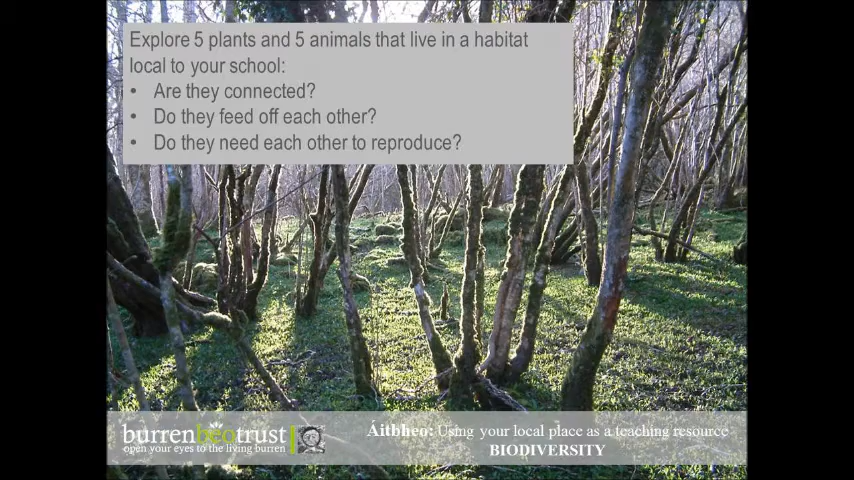 Explore 5 plants and 5 animals that live in a habitat
local to your school:
• Are they connected?
• Do they feed off each other?
• Do they need each other to reproduce?
burrenbeotrust
open your eyes to the living burren
Áitbheo: Using your local place as a teaching resource
BIODIVERSITY